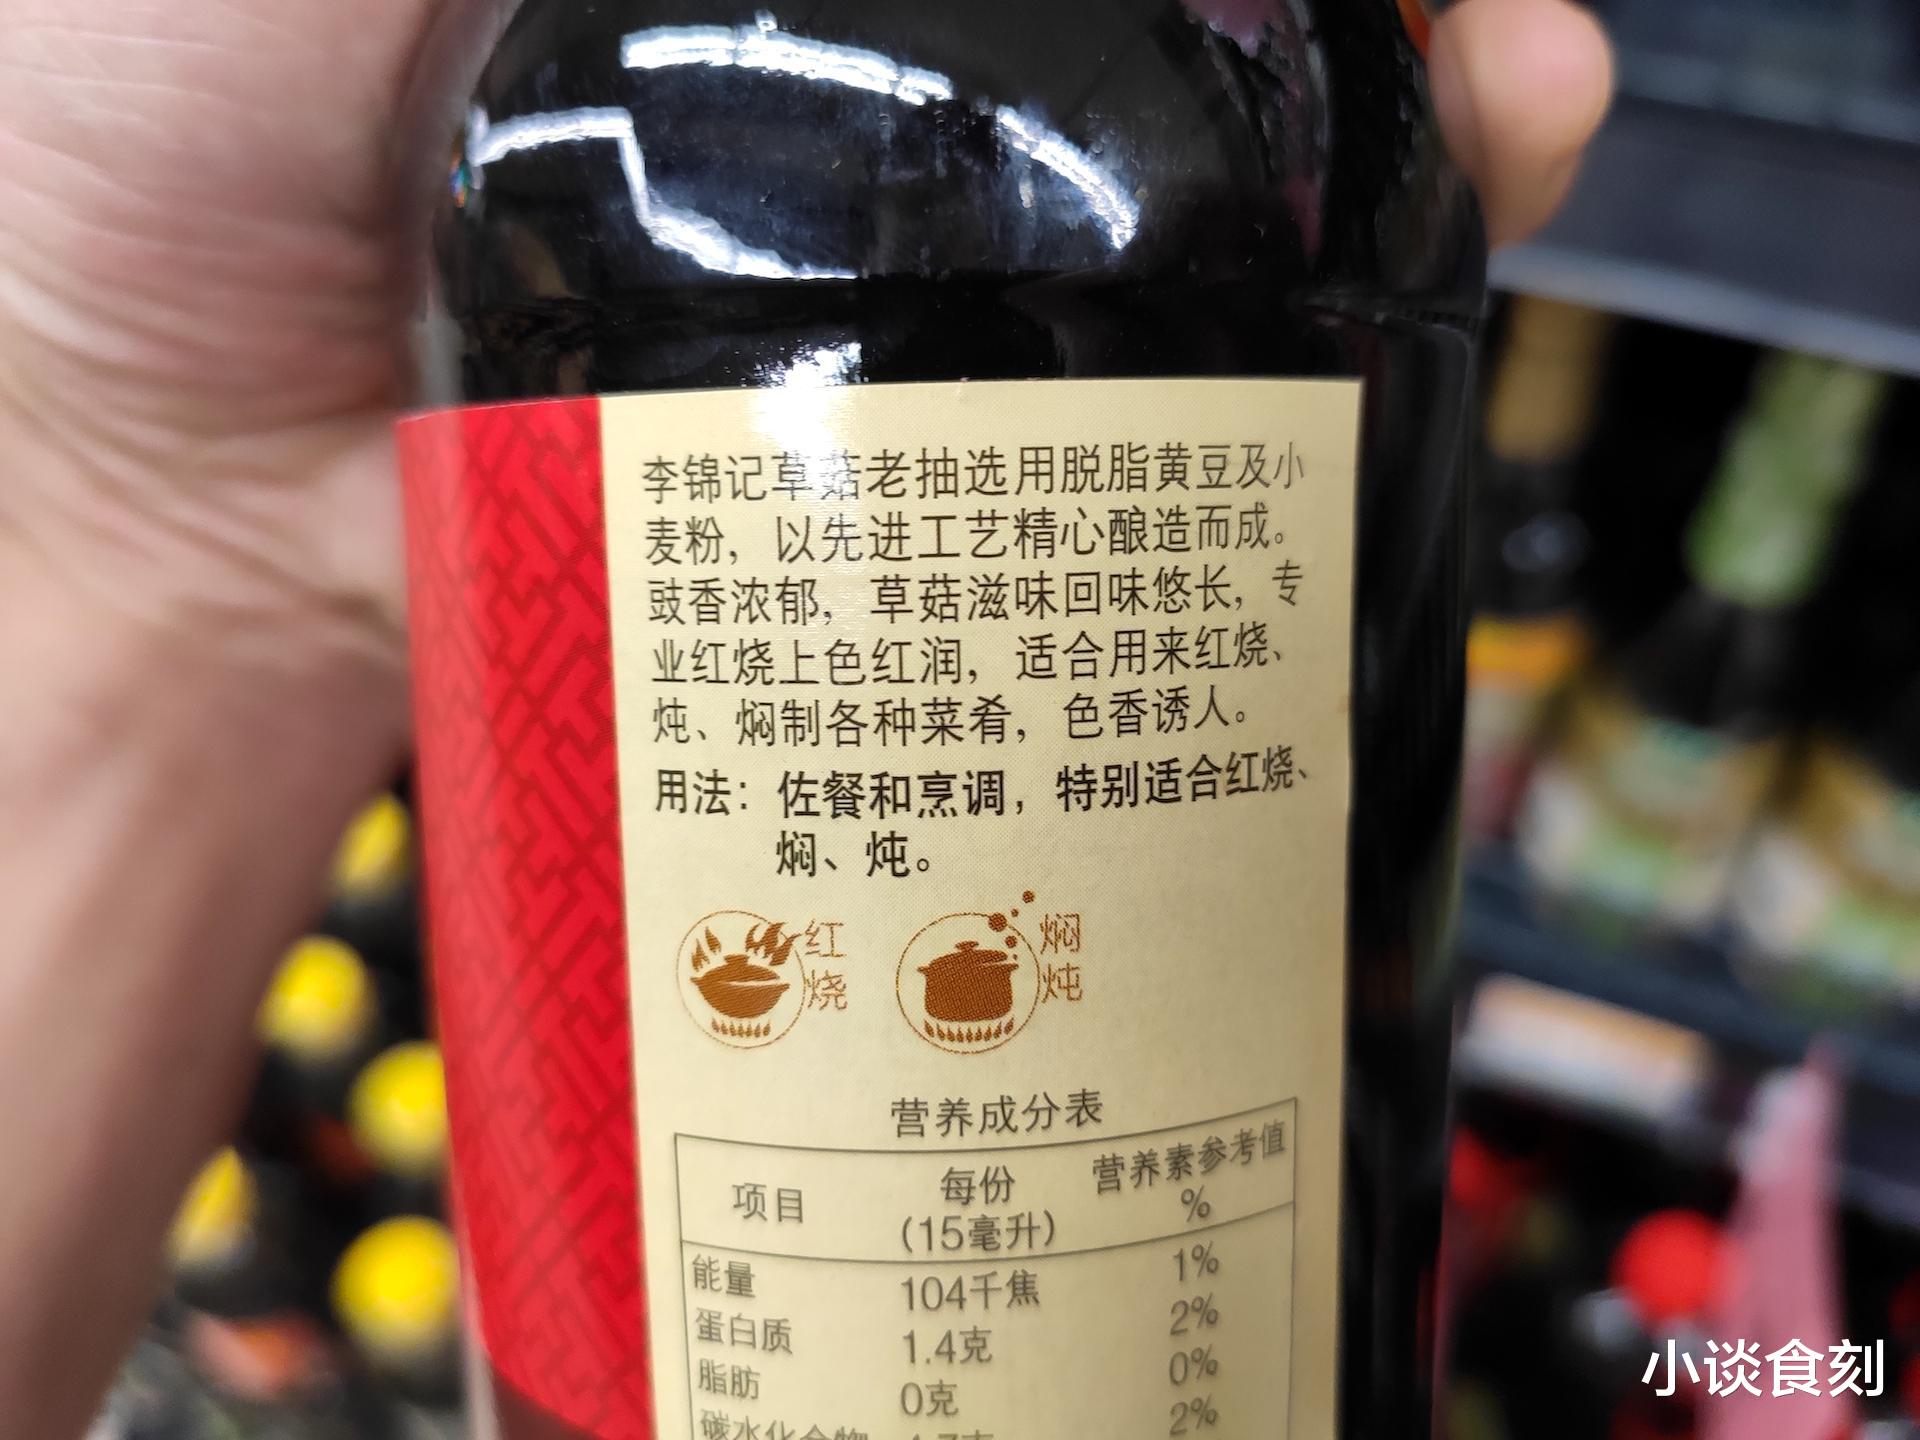 李锦记草菇老抽选用脱脂黄豆及小
麦粉，以先进工艺精心酿造而成。
豉香浓郁，草菇滋味回味悠长，专
业红烧上色红润，适合用来红烧、
炖、焖制各种菜肴，色香诱人。
用法：佐餐和烹调，特别适合红烧、
焖、炖。
红烧
焖炖
营养成分表
项目 每份(15毫升) 营养素参考值%
能量 104千焦 1%
蛋白质 1.4克 2%
脂肪 0克 0%
碳水化合物 2%
小谈食刻